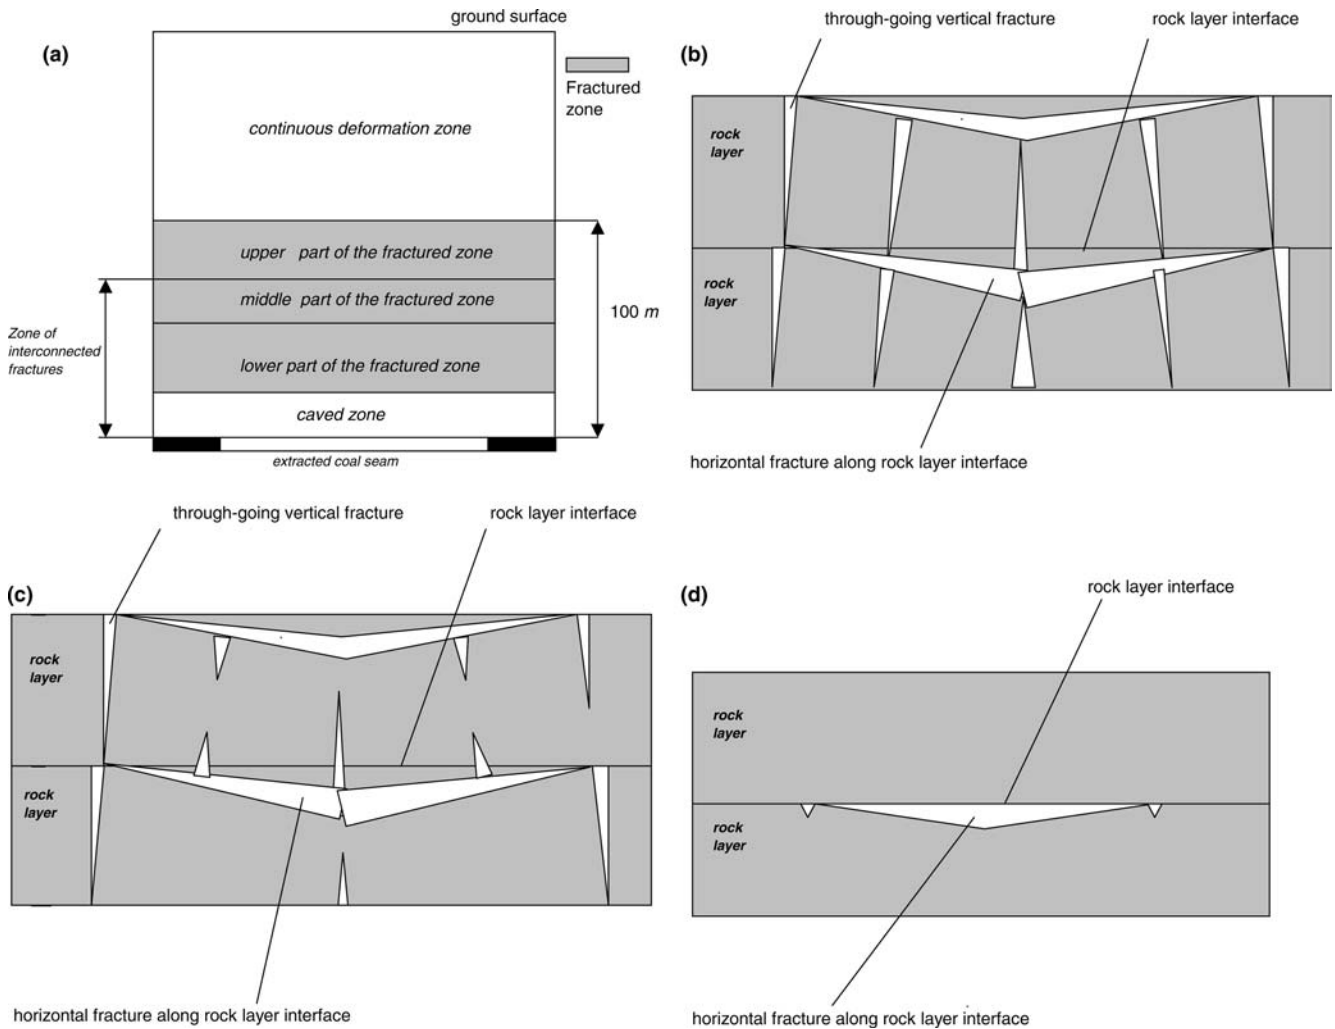 ground surface
(a)
Fractured
zone
continuous deformation zone
upper part of the fractured zone
middle part of the fractured zone
Zone of
interconnected
fractures
100 m
lower part of the fractured zone
caved zone
extracted coal seam
through-going vertical fracture
rock layer interface
(b)
rock
layer
rock
layer
horizontal fracture along rock layer interface
through-going vertical fracture
rock layer interface
(c)
rock
layer
rock
layer
horizontal fracture along rock layer interface
(d)
rock layer interface
rock
layer
rock
layer
horizontal fracture along rock layer interface